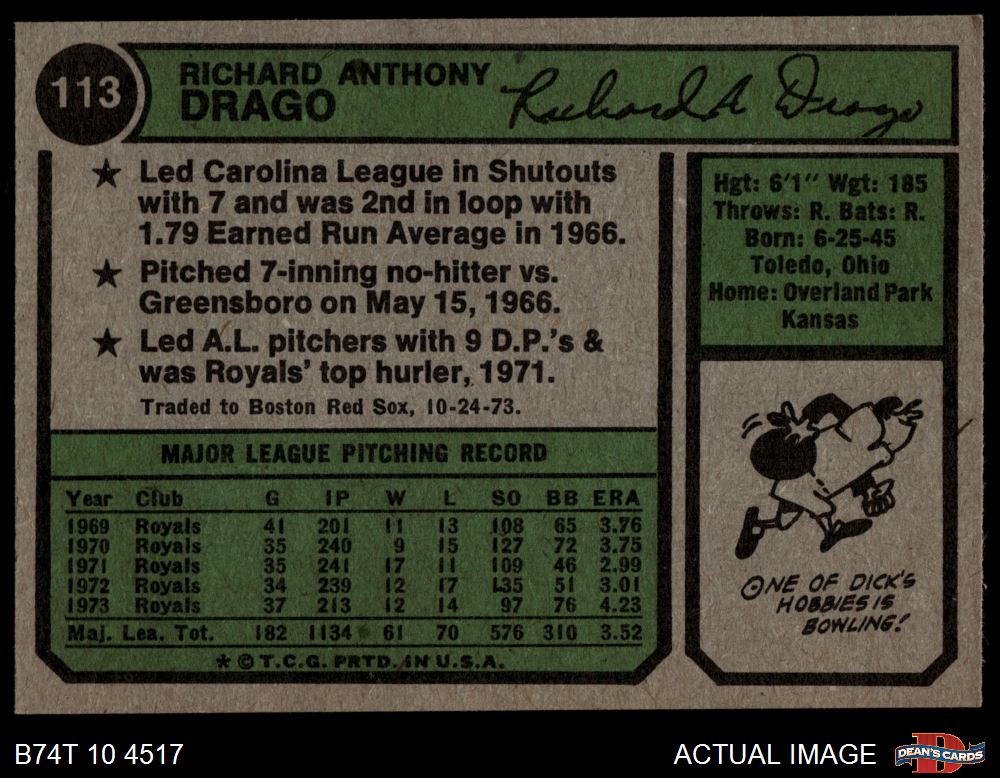 113
RICHARD ANTHONY
DRAGO
Richard A Drago
★ Led Carolina League in Shutouts
with 7 and was 2nd in loop with
1.79 Earned Run Average in 1966.
★ Pitched 7-inning no-hitter vs.
Greensboro on May 15, 1966.
★ Led A.L. pitchers with 9 D.P.'s &
was Royals' top hurler, 1971.
Traded to Boston Red Sox, 10-24-73.
MAJOR LEAGUE PITCHING RECORD
Year Club G IP W L SO BB ERA
1969 Royals 41 201 11 13 108 65 3.76
1970 Royals 35 240 9 15 127 72 3.75
1971 Royals 35 241 17 11 109 46 2.99
1972 Royals 34 239 12 17 135 51 3.01
1973 Royals 37 213 12 14 97 76 4.23
Maj. Lea. Tot. 182 1134 61 70 576 310 3.52
★ © T.C.G. PRTD. IN U.S.A.
Hgt: 6'1" Wgt: 185
Throws: R. Bats: R.
Born: 6-25-45
Toledo, Ohio
Home: Overland Park
Kansas
ONE OF DICK'S
HOBBIES IS
BOWLING!
B74T 10 4517
ACTUAL IMAGE
DEAN'S CARDS